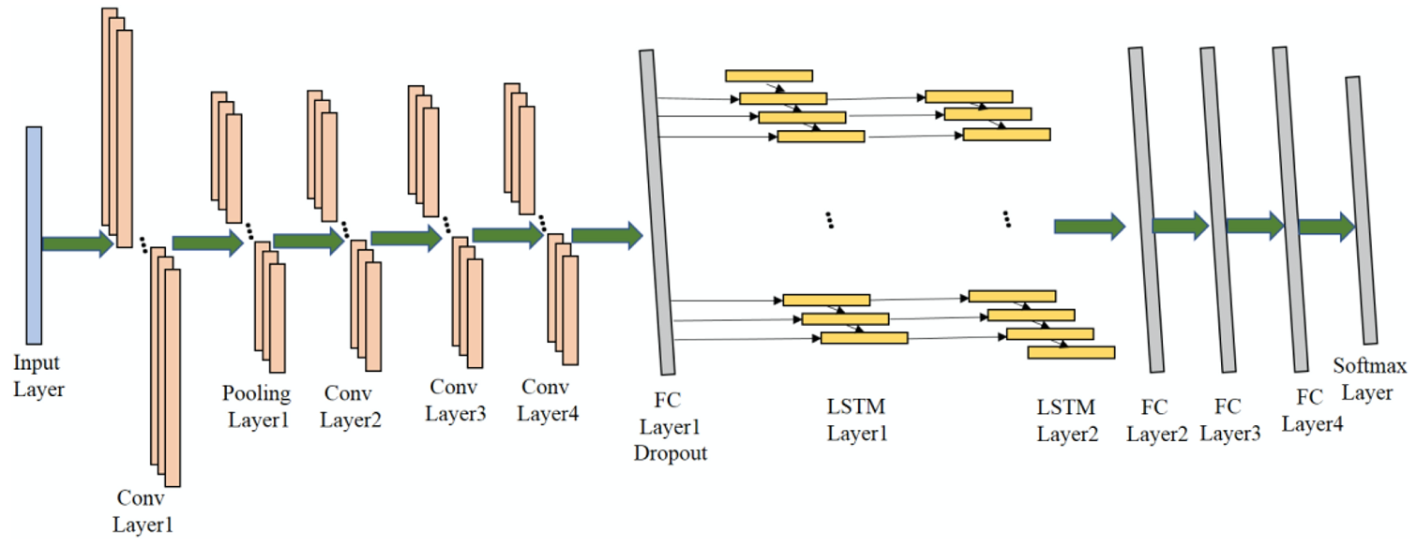 Input
Layer
Conv
Layer1
Pooling
Layer1
Conv
Layer2
Conv
Layer3
Conv
Layer4
FC
Layer1
Dropout
LSTM
Layer1
LSTM
Layer2
FC
Layer2
FC
Layer3
FC
Layer4
Softmax
Layer